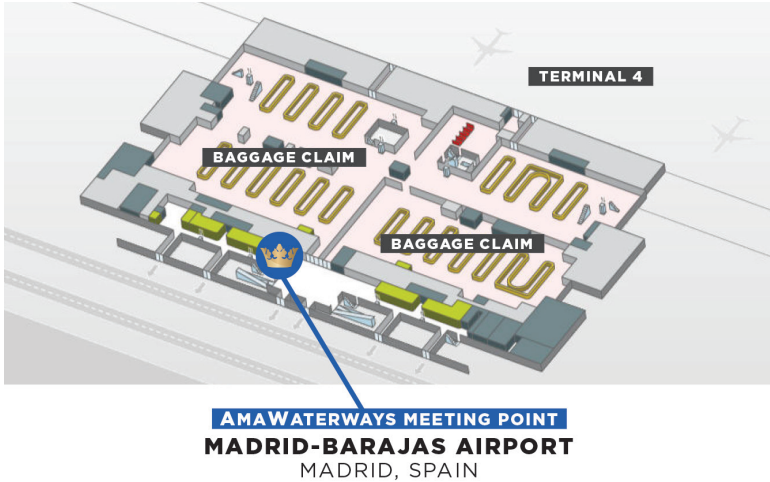 TERMINAL 4
BAGGAGE CLAIM
BAGGAGE CLAIM
AMAWATERWAYS MEETING POINT
MADRID-BARAJAS AIRPORT
MADRID, SPAIN